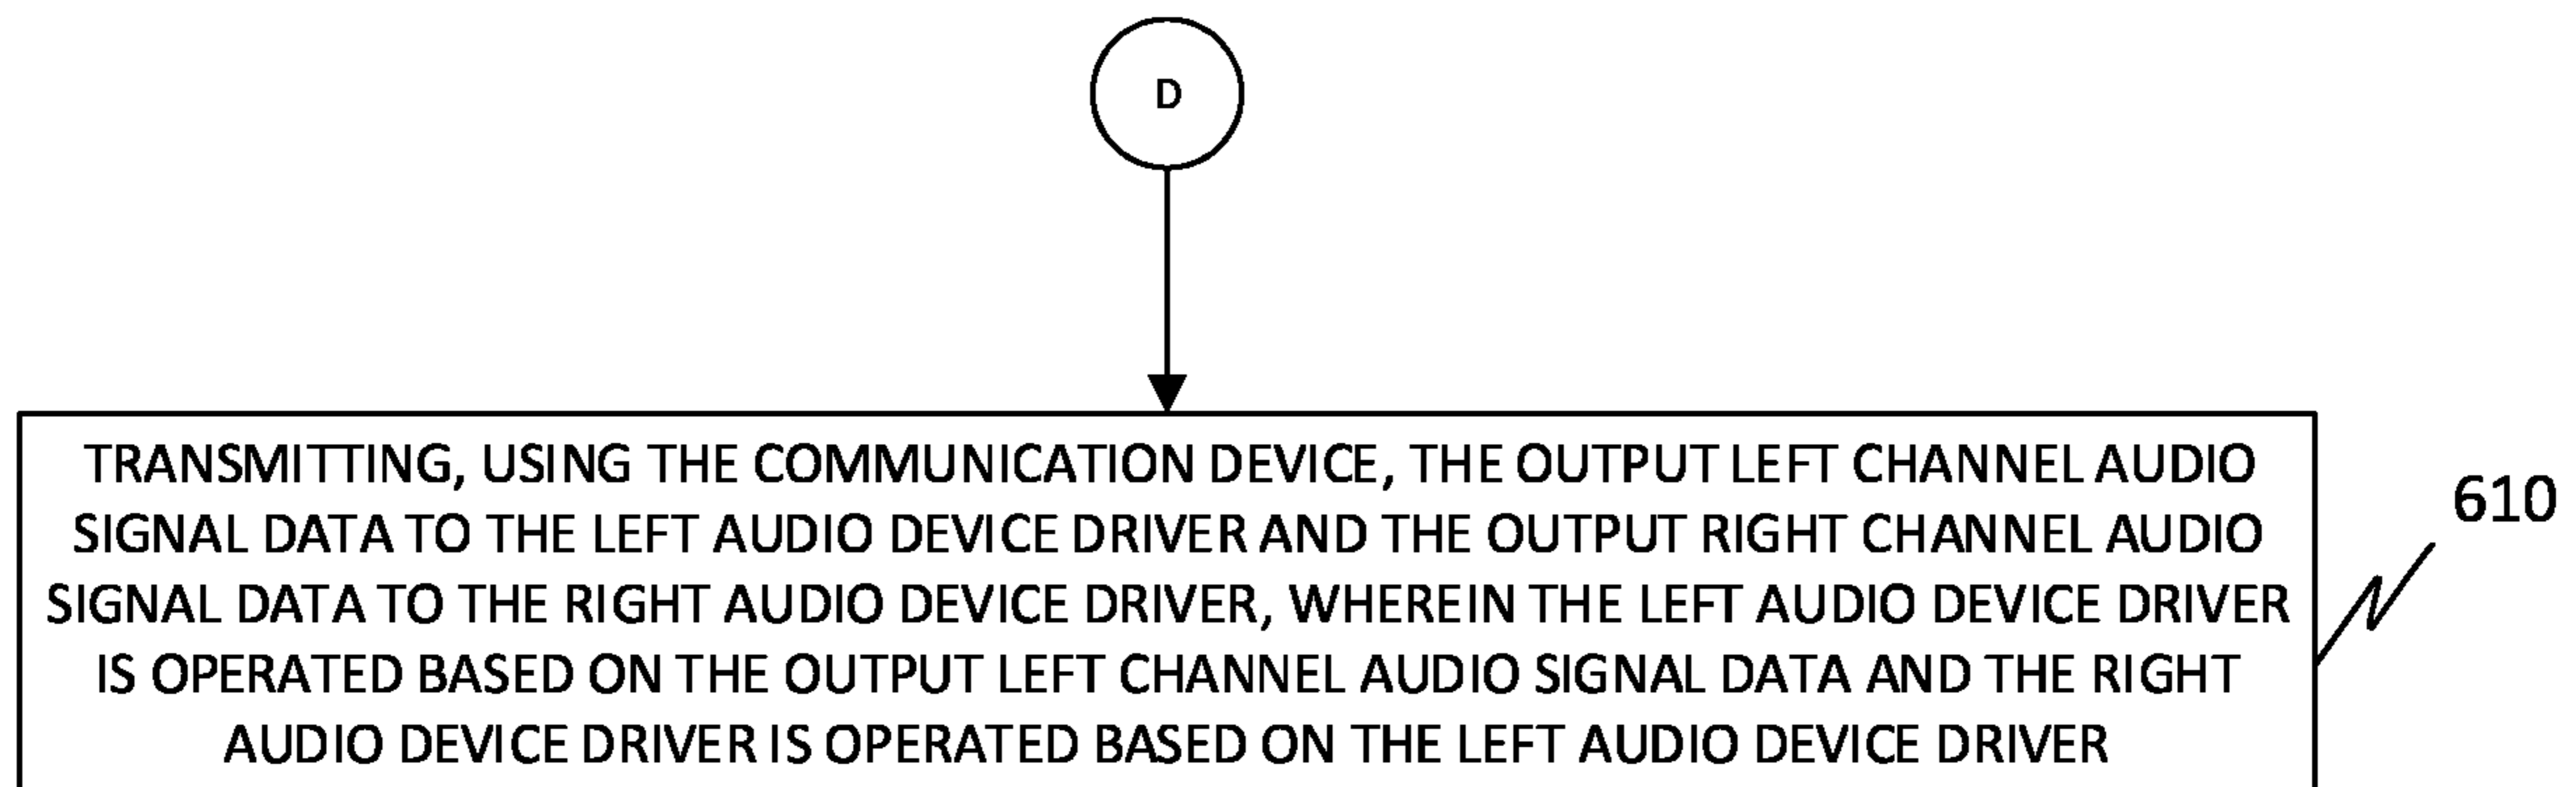 D
TRANSMITTING, USING THE COMMUNICATION DEVICE, THE OUTPUT LEFT CHANNEL AUDIO
SIGNAL DATA TO THE LEFT AUDIO DEVICE DRIVER AND THE OUTPUT RIGHT CHANNEL AUDIO
SIGNAL DATA TO THE RIGHT AUDIO DEVICE DRIVER, WHEREIN THE LEFT AUDIO DEVICE DRIVER
IS OPERATED BASED ON THE OUTPUT LEFT CHANNEL AUDIO SIGNAL DATA AND THE RIGHT
AUDIO DEVICE DRIVER IS OPERATED BASED ON THE LEFT AUDIO DEVICE DRIVER
610